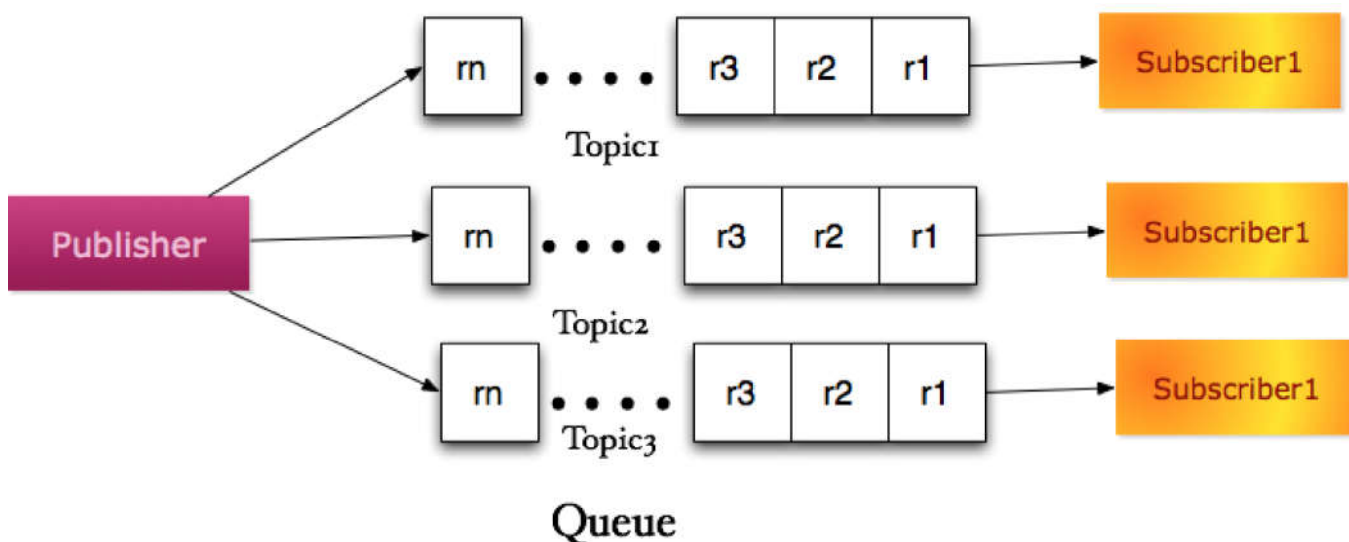 rn r3 r2 r1 Subscriber1
Topic1
Publisher
rn r3 r2 r1 Subscriber1
Topic2
rn r3 r2 r1 Subscriber1
Topic3
Queue